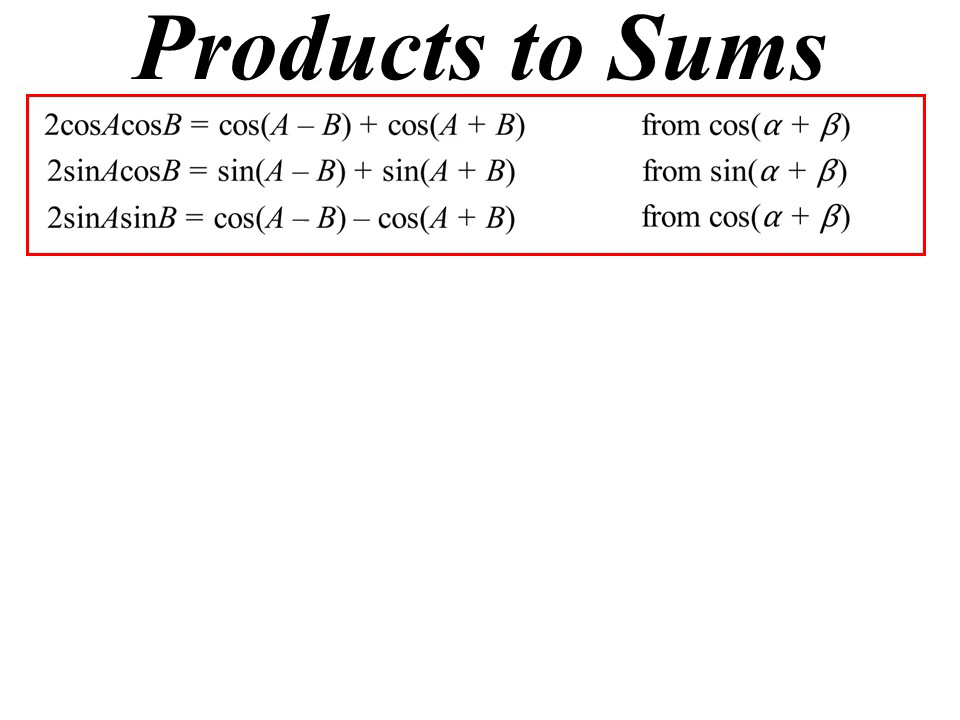 Products to Sums
2cosAcosB = cos(A – B) + cos(A + B) from cos(α + β)
2sinAcosB = sin(A – B) + sin(A + B) from sin(α + β)
2sinAsinB = cos(A – B) – cos(A + B) from cos(α + β)